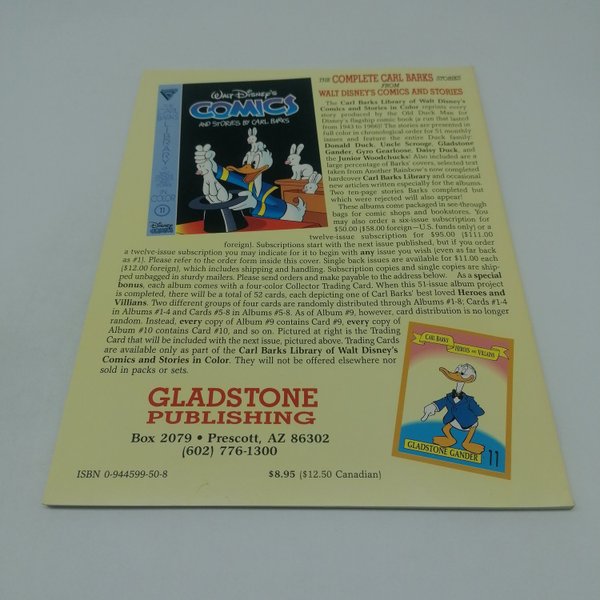 WALT DISNEY'S
COMICS
AND STORIES BY CARL BARKS
LIBRARY
COLOR
11
THE COMPLETE CARL BARKS STORIES
FROM
WALT DISNEY'S COMICS AND STORIES
The Carl Barks Library of Walt Disney's
Comics and Stories in Color reprints every
story produced by the Old Duck Man for
Disney's flagship comic book (a run that lasted
from 1943 to 1966)! The stories are presented in
full color in chronological order for 51 monthly
issues and feature the entire Duck family:
Donald Duck, Uncle Scrooge, Gladstone
Gander, Gyro Gearloose, Daisy Duck, and
the Junior Woodchucks! Also included are a
large percentage of Barks' covers, selected text
taken from Another Rainbow's now completed
hardcover Carl Barks Library and occasional
new articles written especially for the albums.
Two ten-page stories Barks completed but
which were rejected will also appear!
These albums come packaged in see-through
bags for comic shops and bookstores. You
may also order a six-issue subscription for
$50.00 ($58.00 foreign—U.S. funds only) or a
twelve-issue subscription for $95.00 ($111.00
foreign). Subscriptions start with the next issue published, but if you order
a twelve-issue subscription you may indicate for it to begin with any issue you wish (even as far back
as #1). Please refer to the order form inside this cover. Single back issues are available for $11.00 each
($12.00 foreign), which includes shipping and handling. Subscription copies and single copies are ship-
ped unbagged in sturdy mailers. Please send orders and make payable to the address below. As a special
bonus, each album comes with a four-color Collector Trading Card. When this 51-issue album project
is completed, there will be a total of 52 cards, each depicting one of Carl Barks' best loved Heroes and
Villians. Two different groups of four cards are randomly distributed through Albums #1-8; Cards #1-4
in Albums #1-4 and Cards #5-8 in Albums #5-8. As of Album #9, however, card distribution is no longer
random. Instead, every copy of Album #9 contains Card #9, every copy of
Album #10 contains Card #10, and so on. Pictured at right is the Trading
Card that will be included with the next issue, pictured above. Trading Cards
are available only as part of the Carl Barks Library of Walt Disney's
Comics and Stories in Color. They will not be offered elsewhere nor
sold in packs or sets.
CARL BARKS
HEROES AND VILLAINS
GLADSTONE GANDER
11
GLADSTONE
PUBLISHING
Box 2079 • Prescott, AZ 86302
(602) 776-1300
ISBN 0-944599-50-8
$8.95 ($12.50 Canadian)